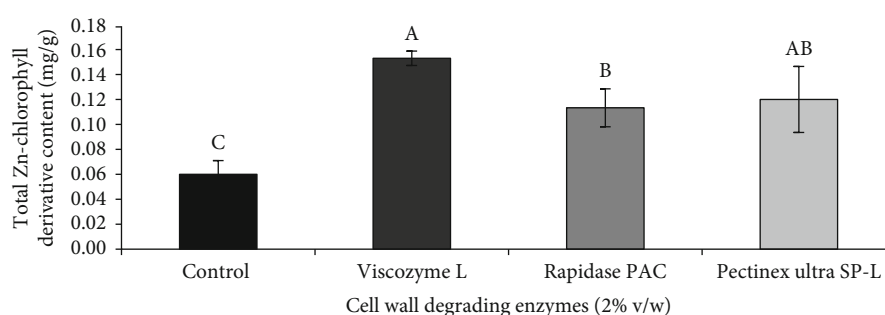 Total Zn-chlorophyll
derivative content (mg/g)
0.18
0.16
0.14
0.12
0.10
0.08
0.06
0.04
0.02
0.00
C
A
B
AB
Control
Viscozyme L
Rapidase PAC
Pectinex ultra SP-L
Cell wall degrading enzymes (2% v/w)